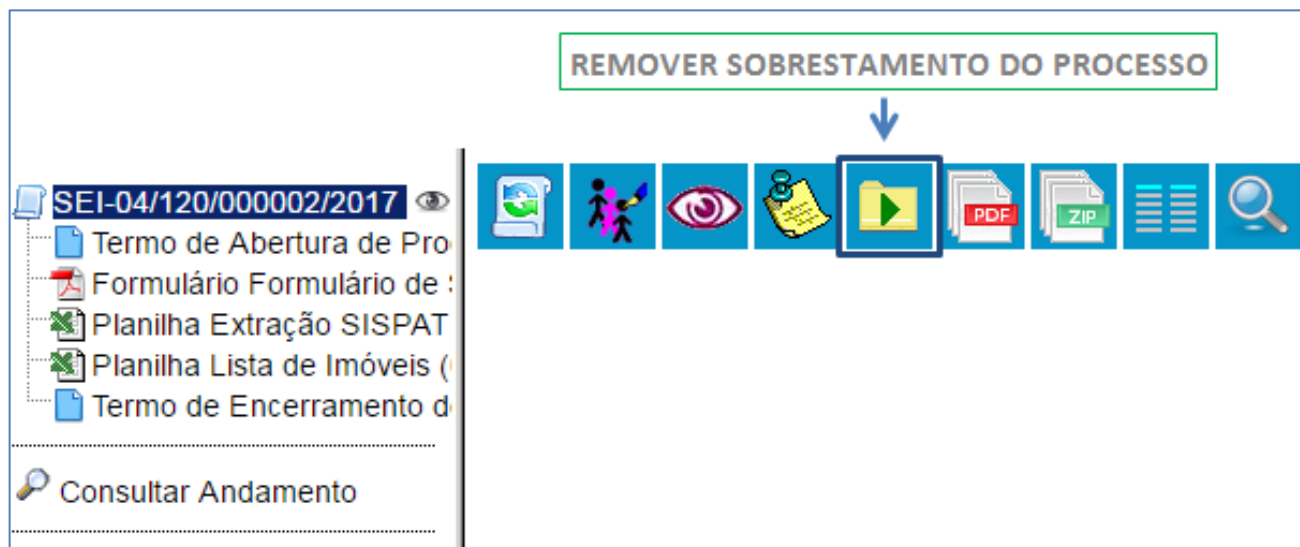 REMOVER SOBRESTAMENTO DO PROCESSO
SEI-04/120/000002/2017
Termo de Abertura de Pro
Formulário Formulário de
Planilha Extração SISPAT
Planilha Lista de Imóveis (
Termo de Encerramento d
Consultar Andamento
PDF
ZIP